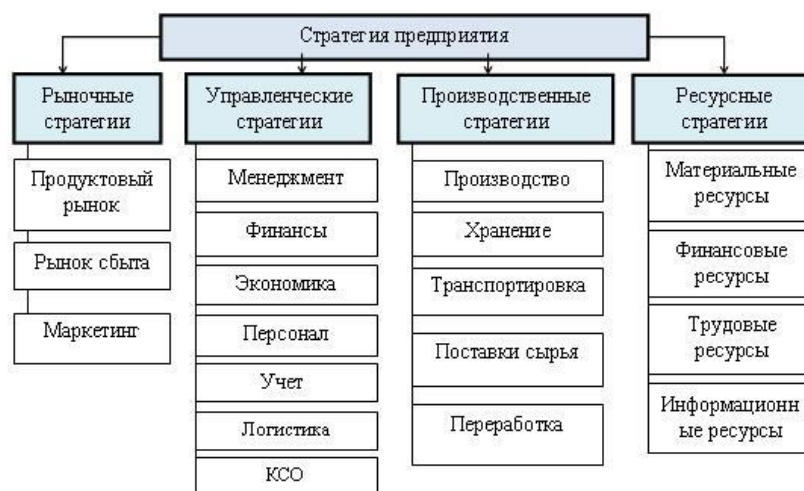 Стратегия предприятия
Рыночные
стратегии
Продуктовый
рынок
Рынок сбыта
Маркетинг
Управленческие
стратегии
Менеджмент
Финансы
Экономика
Персонал
Учет
Логистика
КСО
Производственные
стратегии
Производство
Хранение
Транспортировка
Поставки сырья
Переработка
Ресурсные
стратегии
Материальные
ресурсы
Финансовые
ресурсы
Трудовые
ресурсы
Информационн
ые ресурсы